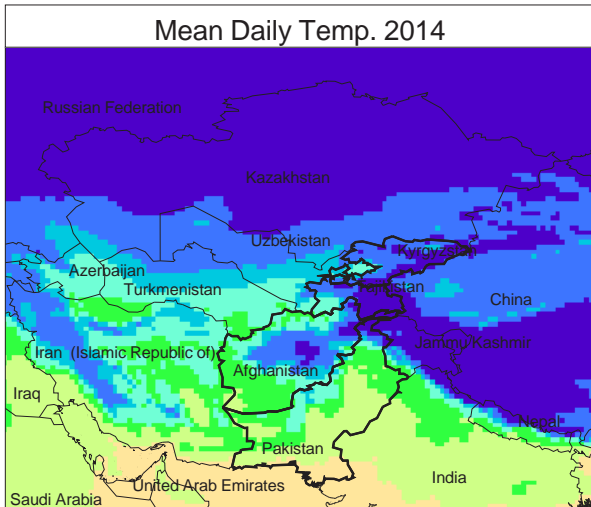 Mean Daily Temp. 2014
Russian Federation
Kazakhstan
Uzbekistan
Kyrgyzstan
Azerbaijan
Turkmenistan
Tajikistan
China
Iran (Islamic Republic of)
Jammu/Kashmir
Afghanistan
Iraq
Nepal
Pakistan
India
United Arab Emirates
Saudi Arabia